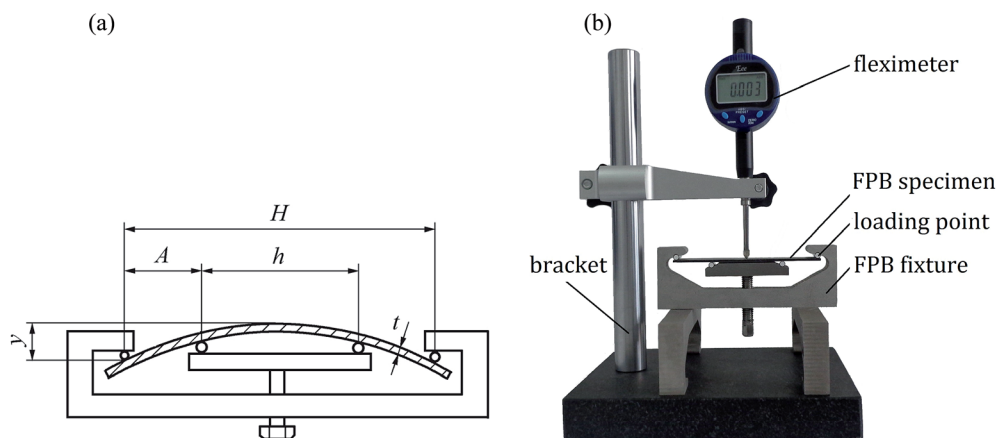 (a)
H
A
h
y
t
(b)
0.003
fleximeter
FPB specimen
loading point
FPB fixture
bracket